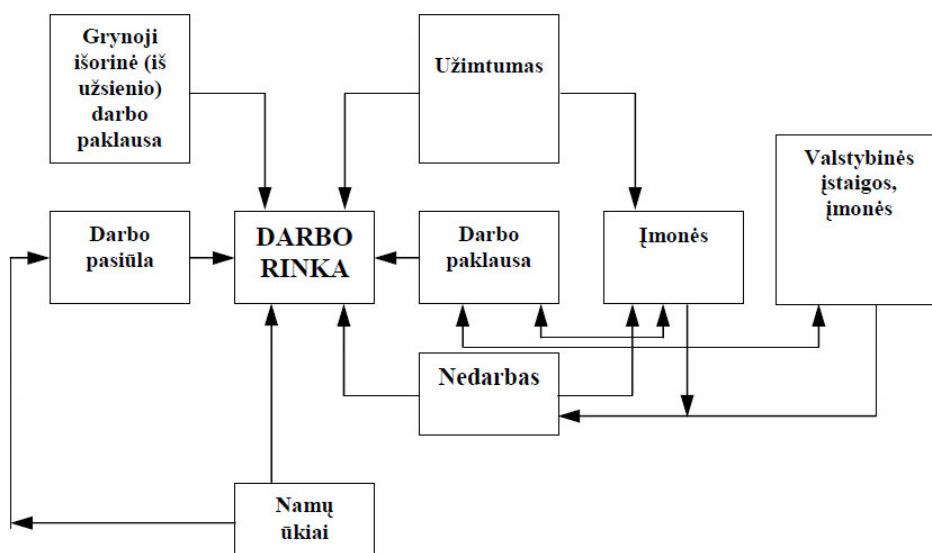 Grynoji
išorinė (iš
užsienio)
darbo
paklausa
Užimtumas
Valstybinės
įstaigos,
įmonės
Darbo
pasiūla
DARBO
RINKA
Darbo
paklausa
Įmonės
Nedarbas
Namų
ūkiai